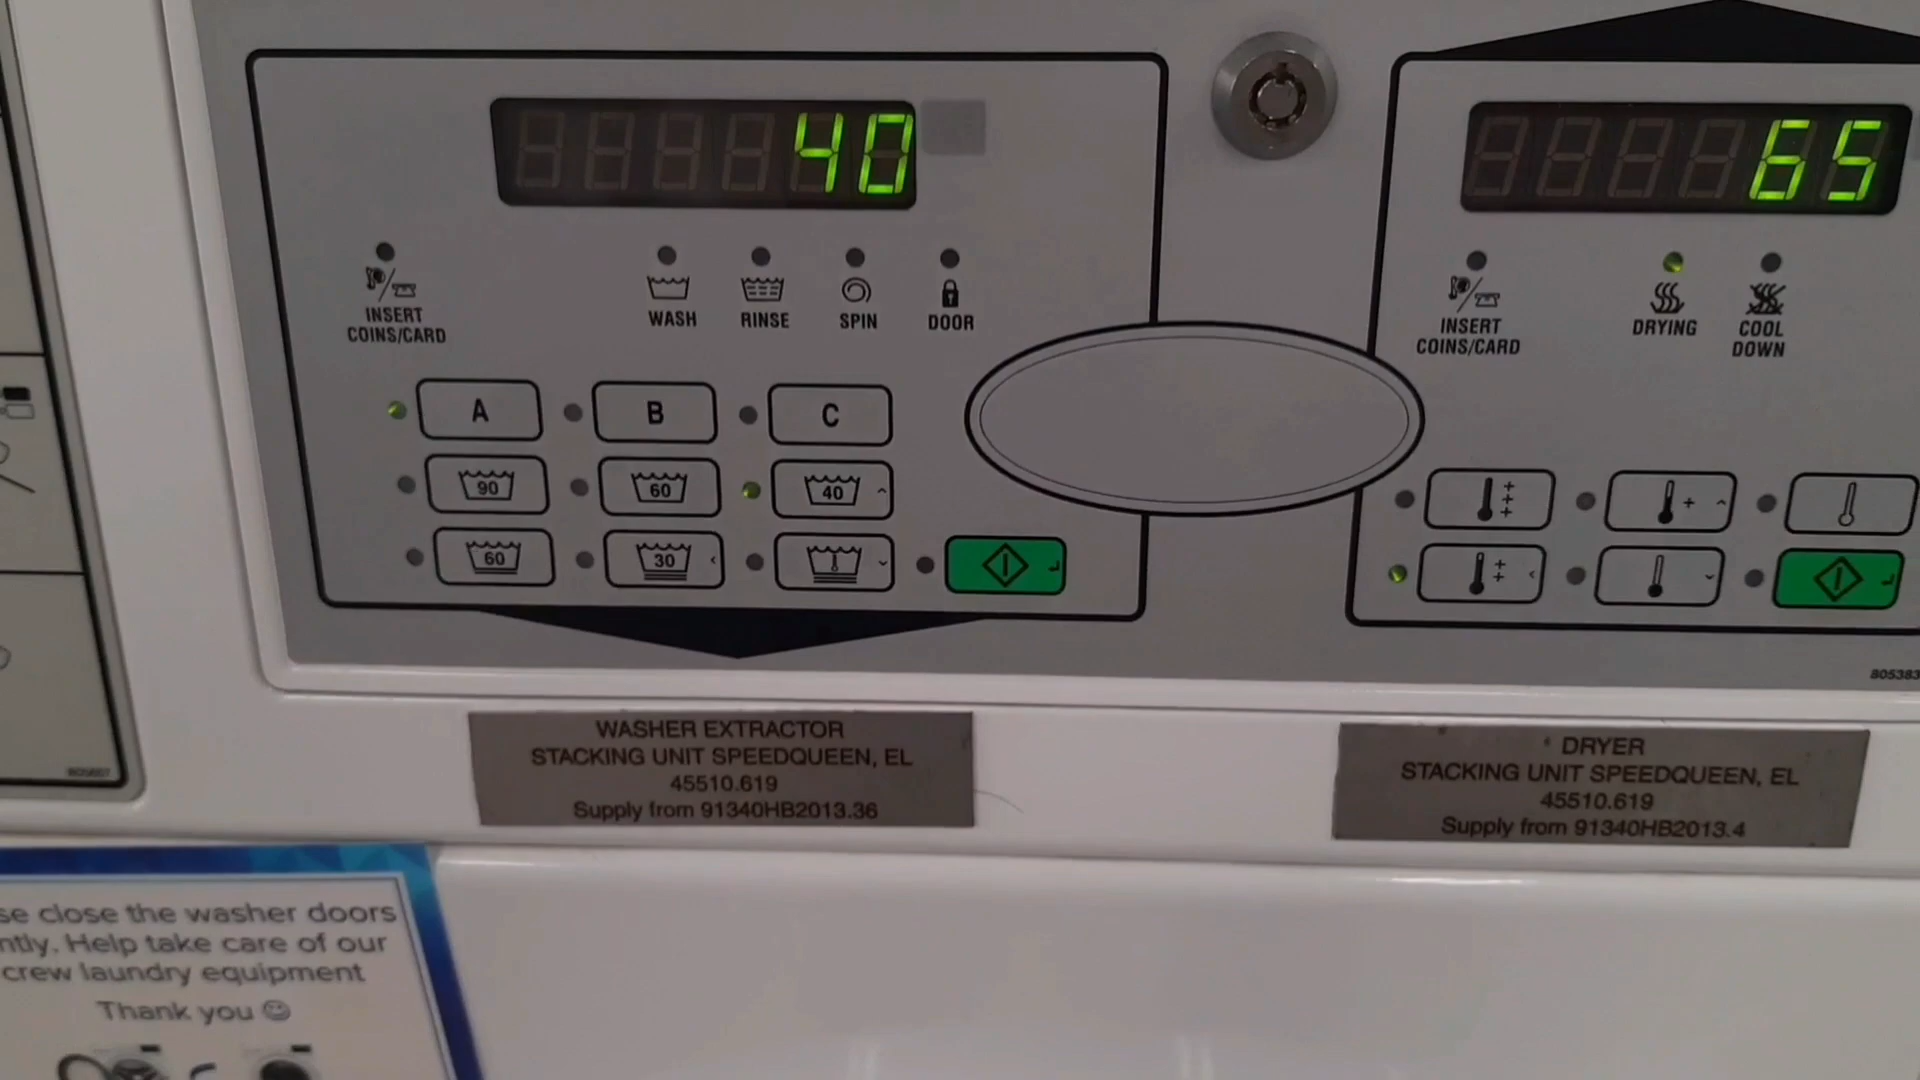 40
65
INSERT
COINS/CARD
WASH
RINSE
SPIN
DOOR
INSERT
COINS/CARD
DRYING
COOL
DOWN
A
B
C
90
60
40
60
30
805383
WASHER EXTRACTOR
STACKING UNIT SPEEDQUEEN, EL
45510.619
Supply from 91340HB2013.36
DRYER
STACKING UNIT SPEEDQUEEN, EL
45510.619
Supply from 91340HB2013.4
se close the washer doors
ntly. Help take care of our
crew laundry equipment
Thank you